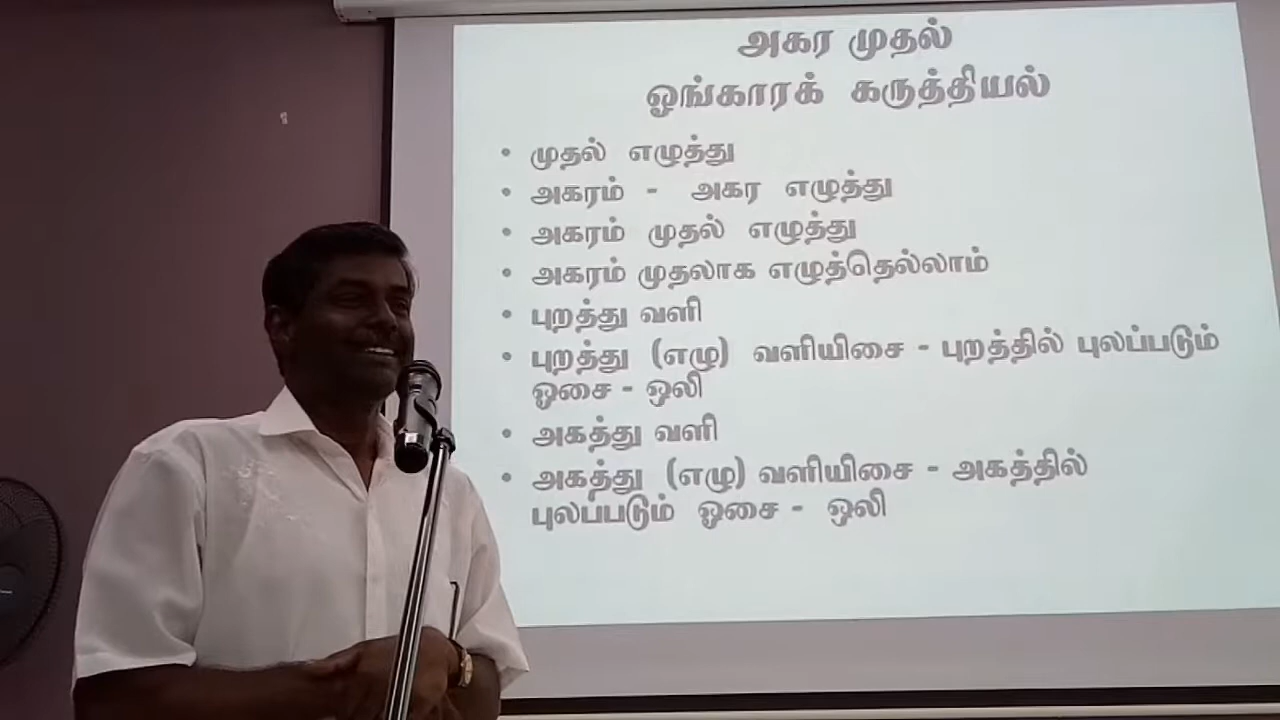 அகர முதல்
ஓங்காரக் கருத்தியல்
• முதல் எழுத்து
• அகரம் - அகர எழுத்து
• அகரம் முதல் எழுத்து
• அகரம் முதலாக எழுத்தெல்லாம்
• புறத்து வளி
• புறத்து (எழு) வளியிசை - புறத்தில் புலப்படும்
ஓசை - ஒலி
• அகத்து வளி
• அகத்து (எழு) வளியிசை - அகத்தில்
புலப்படும் ஓசை - ஒலி